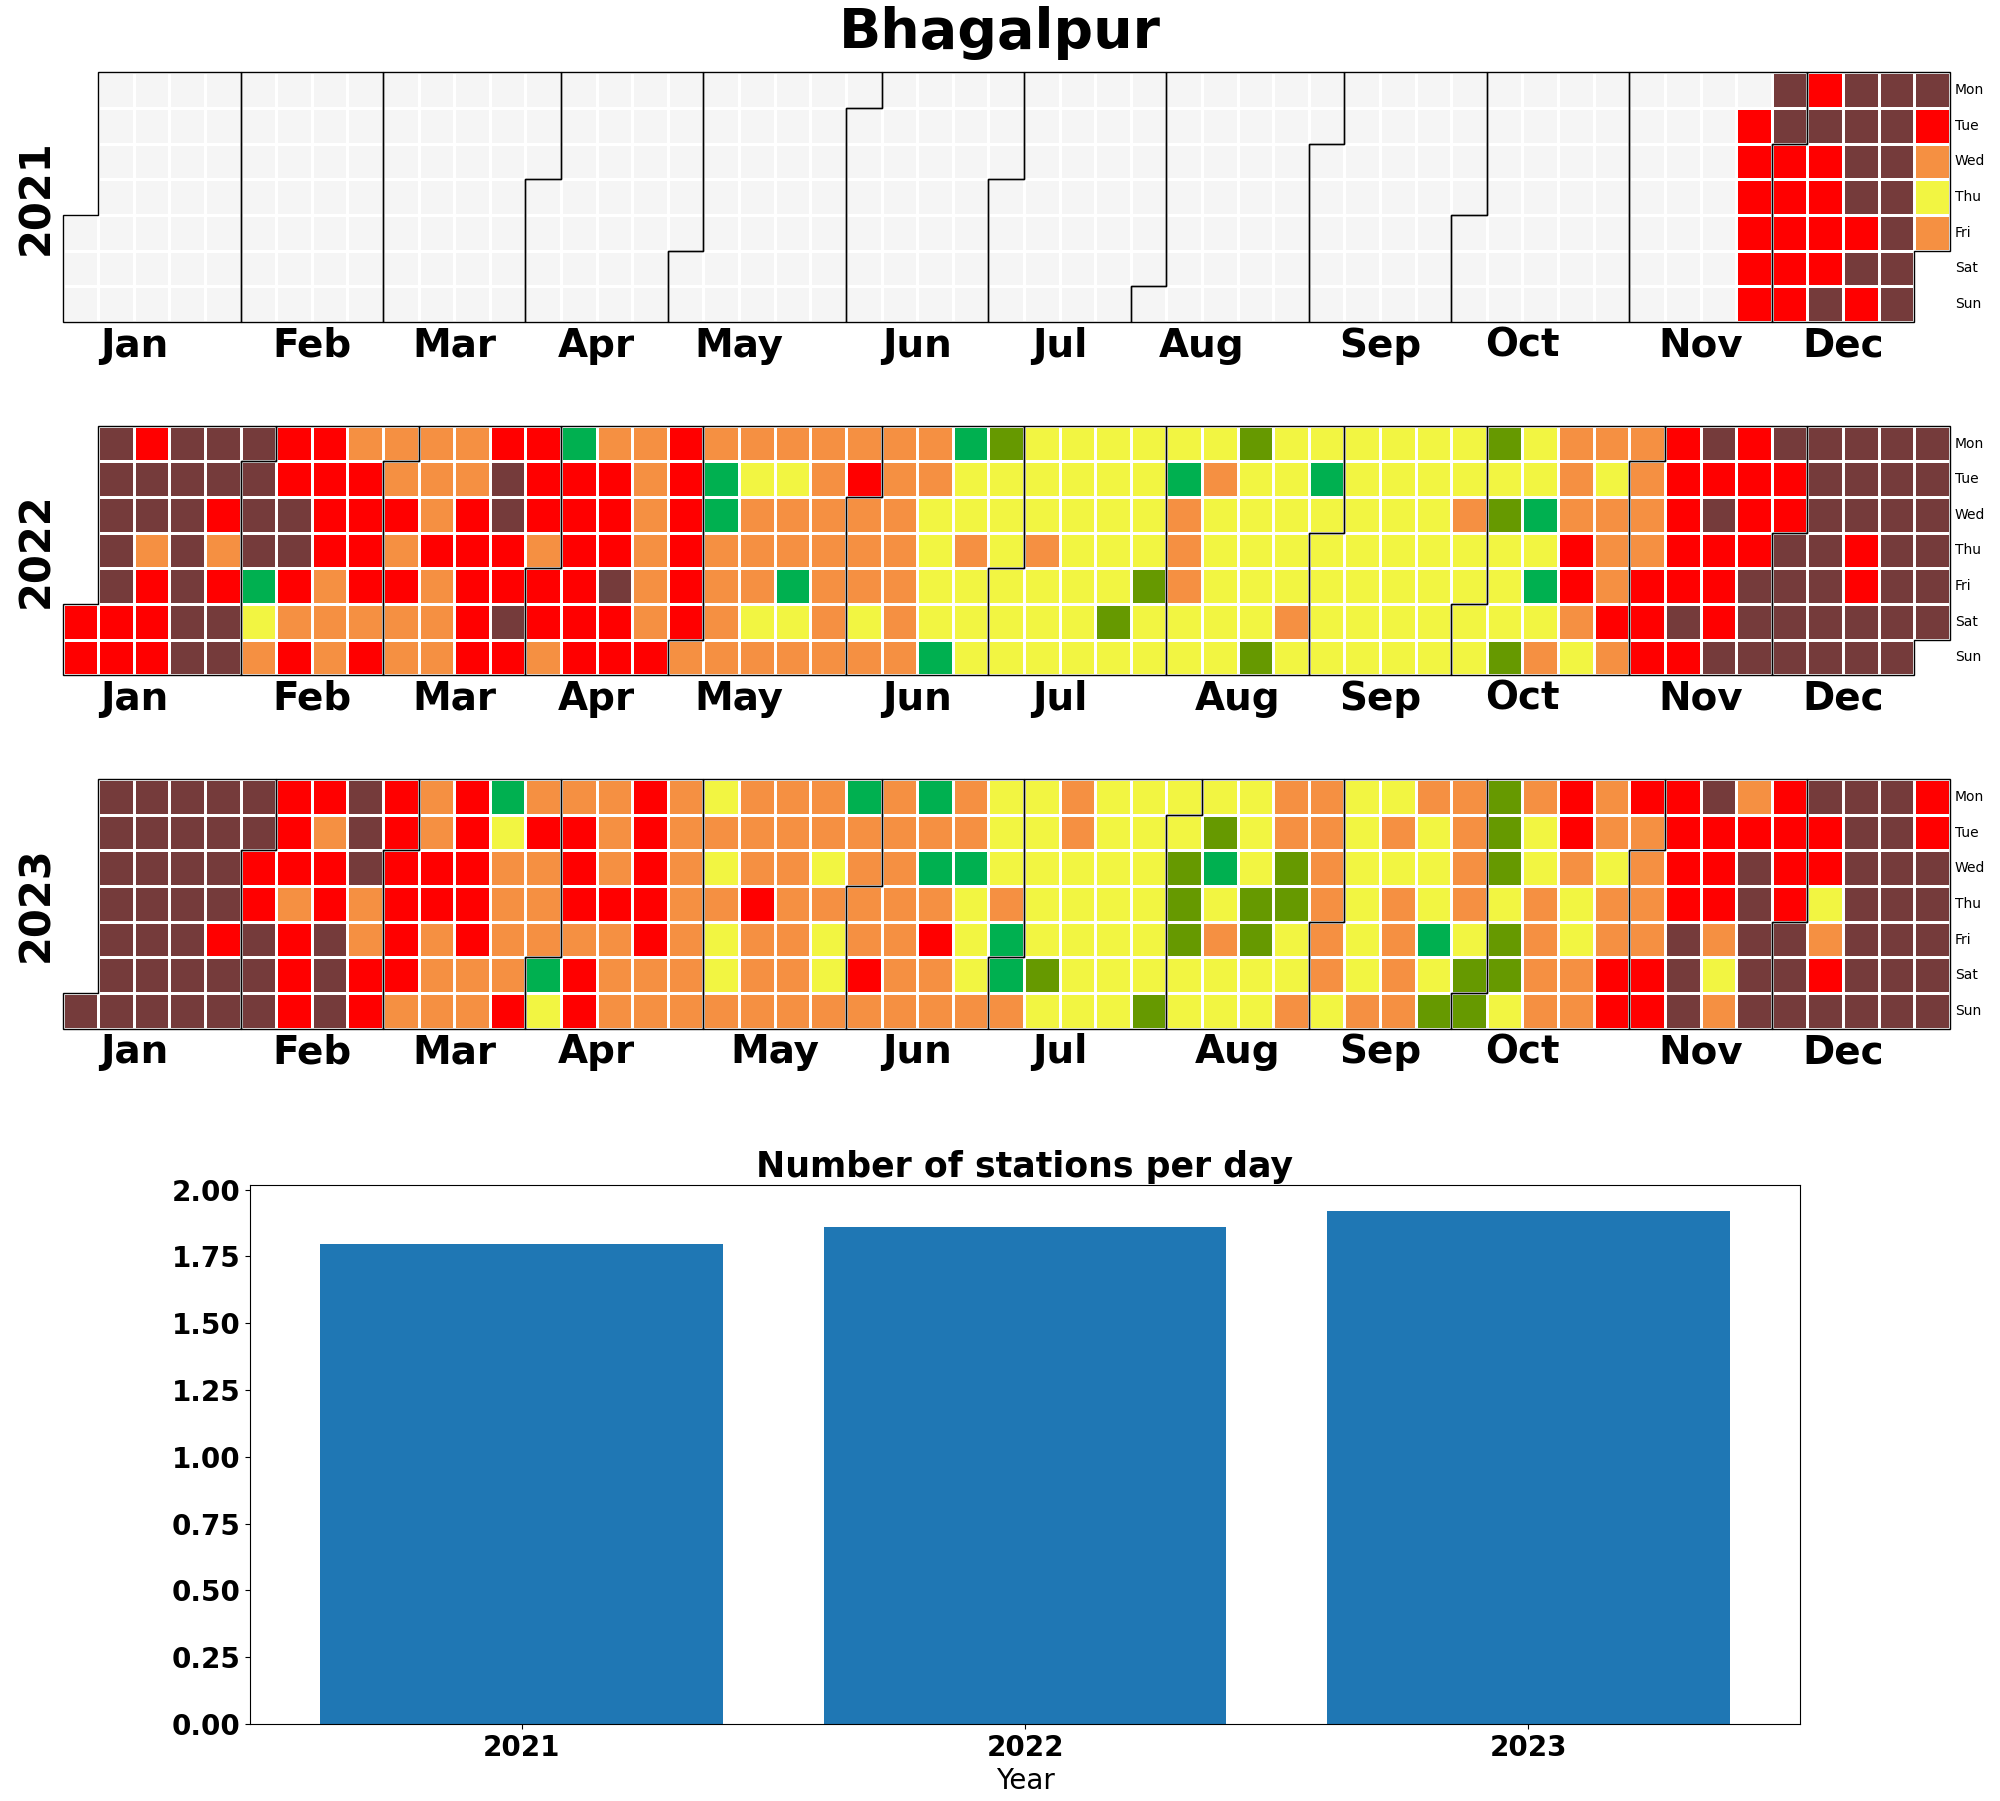 Bhagalpur
2021
Mon
Tue
Wed
Thu
Fri
Sat
Sun
Jan Feb Mar Apr May Jun Jul Aug Sep Oct Nov Dec
2022
Mon
Tue
Wed
Thu
Fri
Sat
Sun
Jan Feb Mar Apr May Jun Jul Aug Sep Oct Nov Dec
2023
Mon
Tue
Wed
Thu
Fri
Sat
Sun
Jan Feb Mar Apr May Jun Jul Aug Sep Oct Nov Dec
Number of stations per day
2.00
1.75
1.50
1.25
1.00
0.75
0.50
0.25
0.00
2021 2022 2023
Year